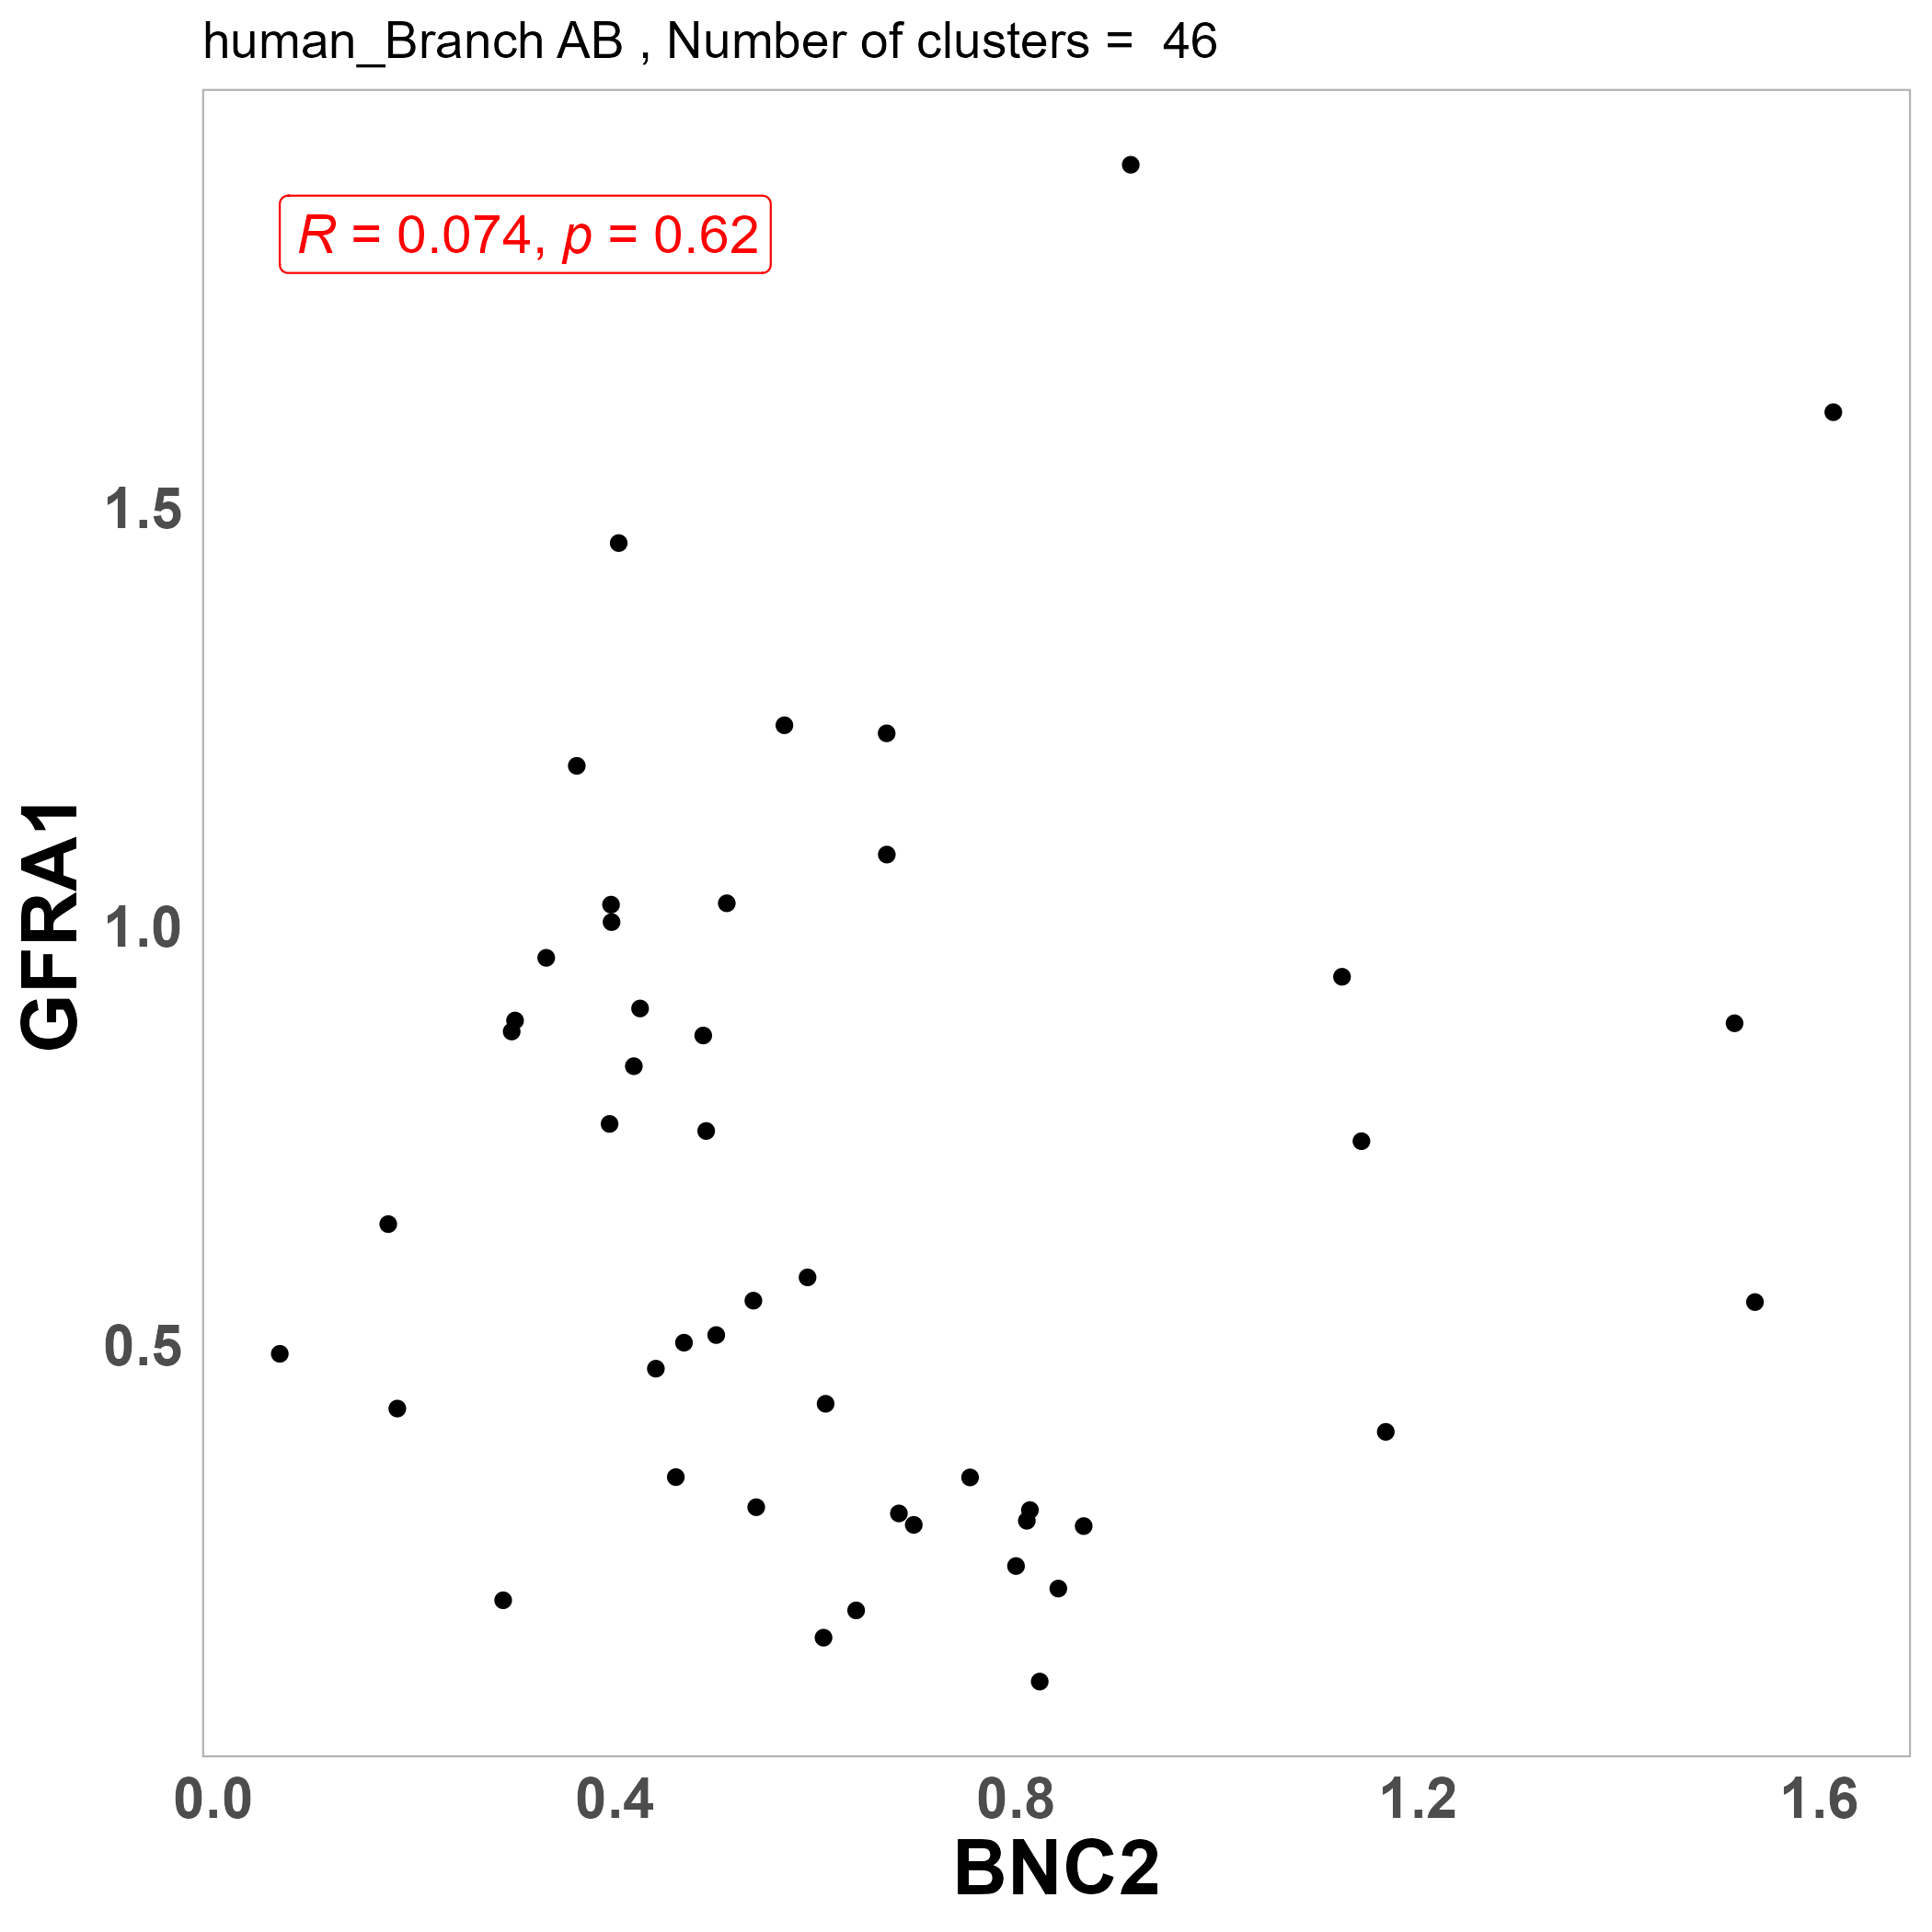 human_Branch AB , Number of clusters =  46
R = 0.074, p = 0.62
1.5
1.0
0.5
GFRA1
0.0 0.4 0.8 1.2 1.6
BNC2